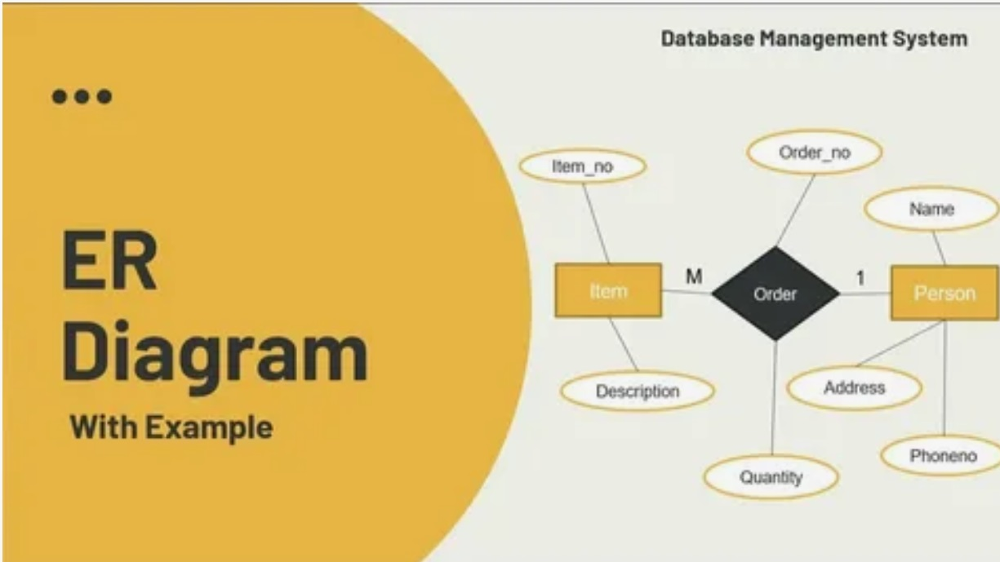 Database Management System
ER
Diagram
With Example
Order_no
Item_no
Name
M
1
Item
Order
Person
Description
Address
Quantity
Phoneno